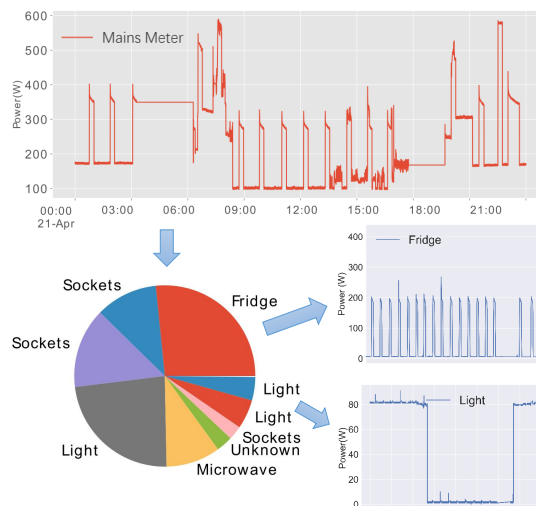 600
500
400
300
200
100
Power(W)
Mains Meter
00:00 03:00 06:00 09:00 12:00 15:00 18:00 21:00
21-Apr
Sockets
Fridge
Sockets
Light
Light
Light
Sockets
Unknown
Microwave
400
300
200
100
0
Power (W)
Fridge
80
60
40
20
0
Power(W)
Light